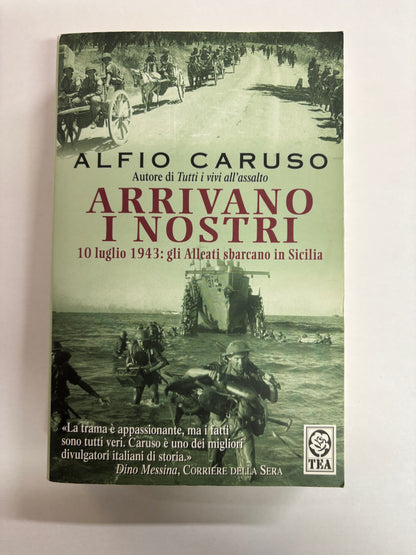 ALFIO CARUSO
Autore di Tutti i vivi all'assalto
ARRIVANO
I NOSTRI
10 luglio 1943: gli Alleati sbarcano in Sicilia
«La trama è appassionante, ma i fatti
sono tutti veri. Caruso è uno dei migliori
divulgatori italiani di storia.»
Dino Messina, CORRIERE DELLA SERA
TEA